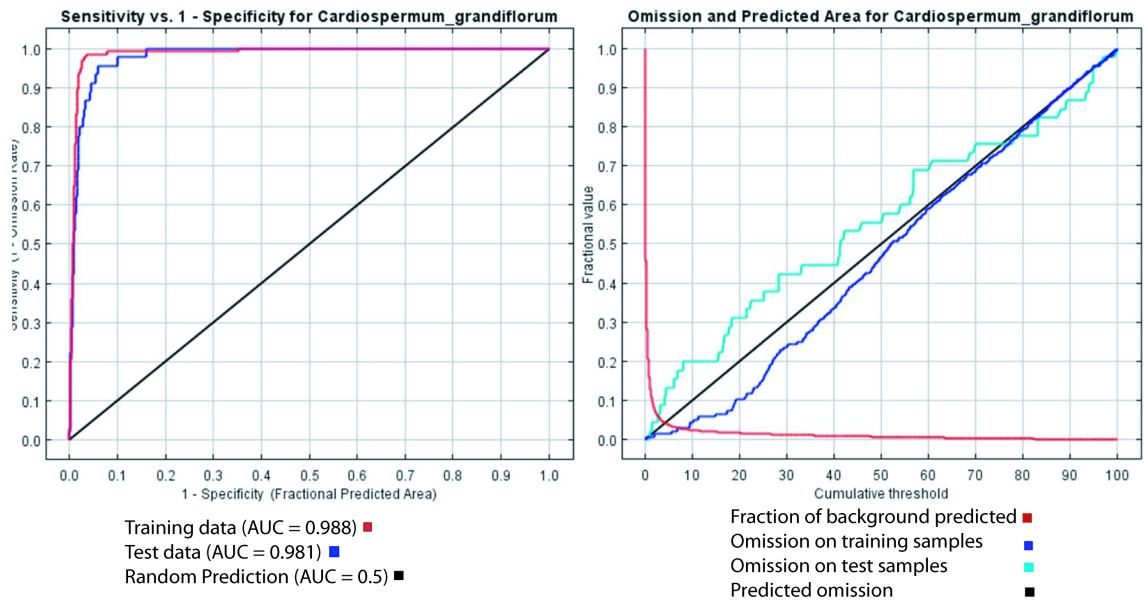 Sensitivity vs. 1 - Specificity for Cardiospermum_grandiflorum
1.0
0.9
0.8
0.7
0.6
0.5
0.4
0.3
0.2
0.1
0.0
0.0 0.1 0.2 0.3 0.4 0.5 0.6 0.7 0.8 0.9 1.0
1 - Specificity (Fractional Predicted Area)
Training data (AUC = 0.988)
Test data (AUC = 0.981)
Random Prediction (AUC = 0.5)
Omission and Predicted Area for Cardiospermum_grandiflorum
Fractional value
1.0
0.9
0.8
0.7
0.6
0.5
0.4
0.3
0.2
0.1
0.0
0 10 20 30 40 50 60 70 80 90 100
Cumulative threshold
Fraction of background predicted
Omission on training samples
Omission on test samples
Predicted omission